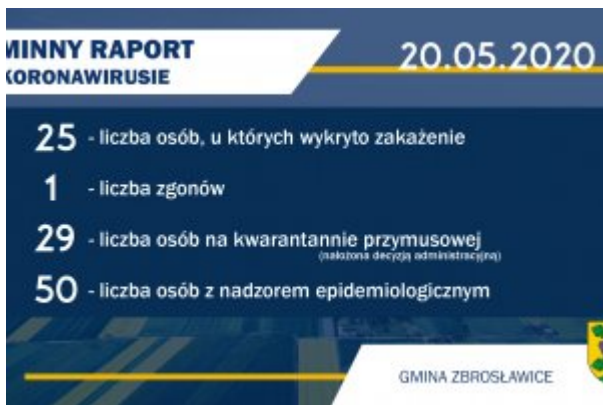 MINNY RAPORT
KORONAWIRUSIE
20.05.2020
25 - liczba osób, u których wykryto zakażenie
1 - liczba zgonów
29 - liczba osób na kwarantannie przymusowej
(nałożona decyzją administracyjną)
50 - liczba osób z nadzorem epidemiologicznym
GMINA ZBROSŁAWICE